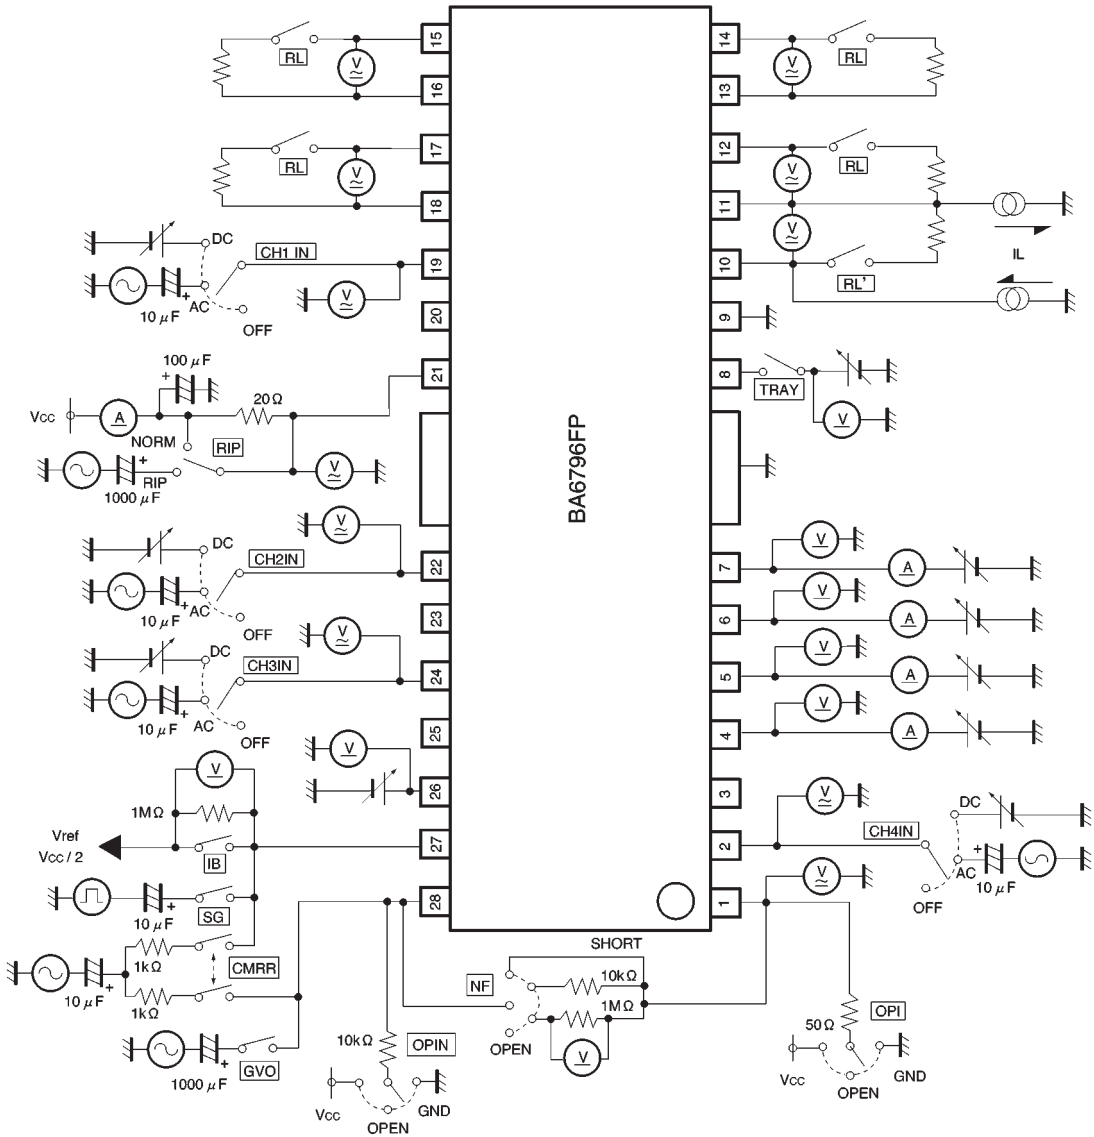 15
V
RL
16
14
V
RL
13
17
V
RL
18
12
V
RL
11
V
IL
10
RL'
DC
CH1 IN
19
V
AC
10 μF
OFF
20
9
100 μF
+
21
8
TRAY
V
VCC
A
20Ω
NORM
RIP
+
RIP
1000 μF
V
BA6796FP
V
DC
CH2IN
22
+
AC
10 μF
OFF
23
V
DC
CH3IN
24
+
AC
10 μF
OFF
25
V
7
A
V
6
A
V
5
A
V
4
A
V
26
3
V
1MΩ
Vref
VCC / 2
IB
27
V
2
CH4IN
DC
+
AC
10 μF
OFF
+
10 μF
SG
28
V
1
1kΩ
CMRR
+
10 μF
1kΩ
+
1000 μF
GVO
SHORT
NF
10kΩ
1MΩ
OPEN
V
10kΩ
OPIN
VCC
GND
OPEN
50Ω
OPI
VCC
GND
OPEN